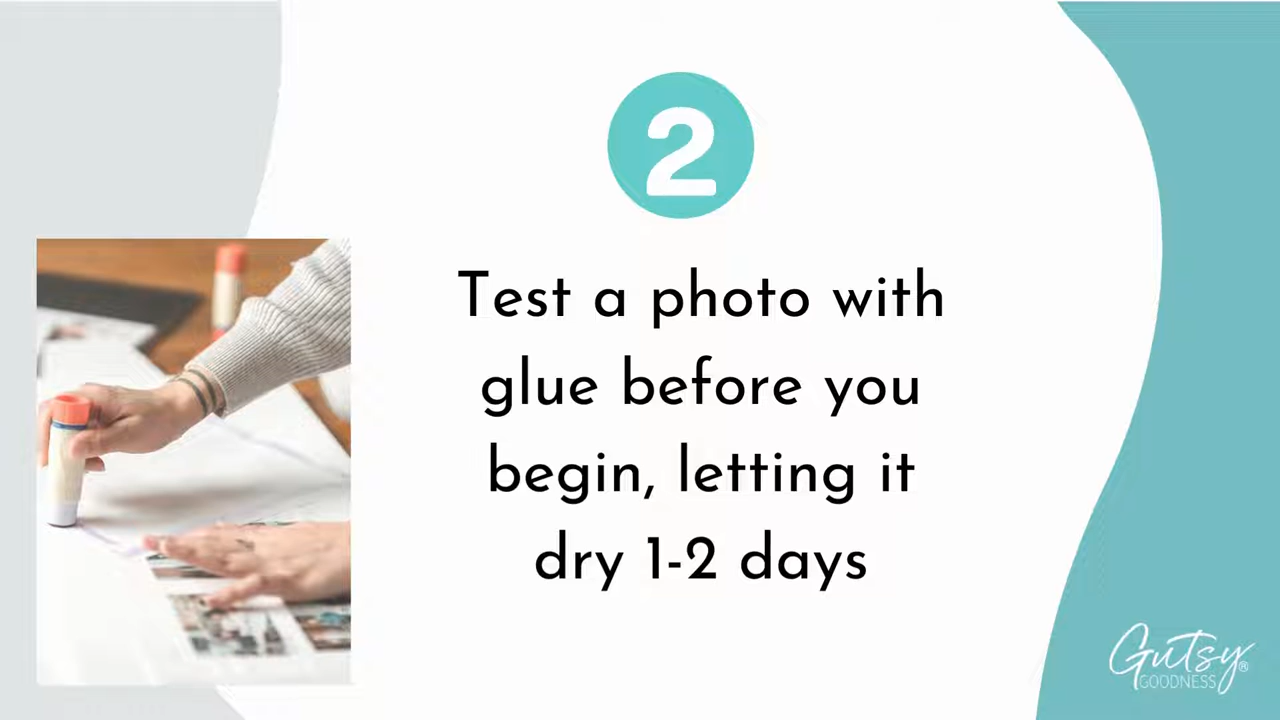 2
Test a photo with
glue before you
begin, letting it
dry 1-2 days
Gutsy®
GOODNESS